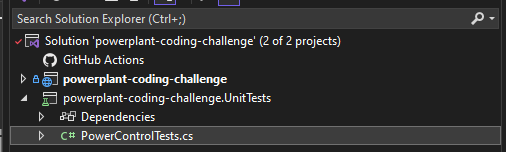 Search Solution Explorer (Ctrl+;)
Solution 'powerplant-coding-challenge' (2 of 2 projects)
GitHub Actions
powerplant-coding-challenge
powerplant-coding-challenge.UnitTests
Dependencies
C# PowerControlTests.cs